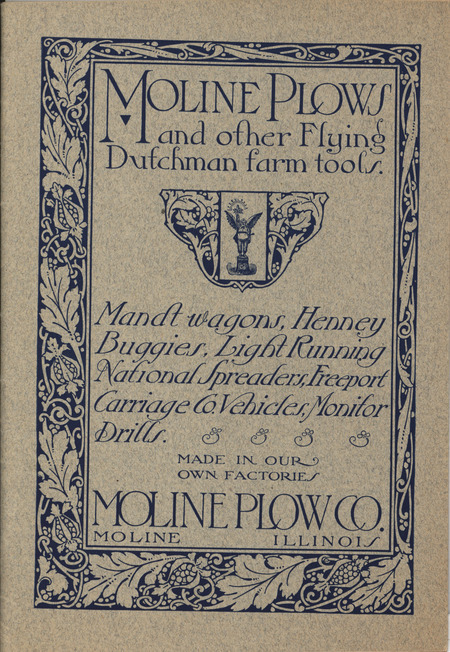 MOLINE PLOWS
and other Flying
Dutchman farm tools.
Mandt wagons, Henney
Buggies, Light Running
National Spreaders, Freeport
Carriage Co Vehicles, Monitor
Drills.
MADE IN OUR
OWN FACTORIES
MOLINE PLOW CO.
MOLINE ILLINOIS